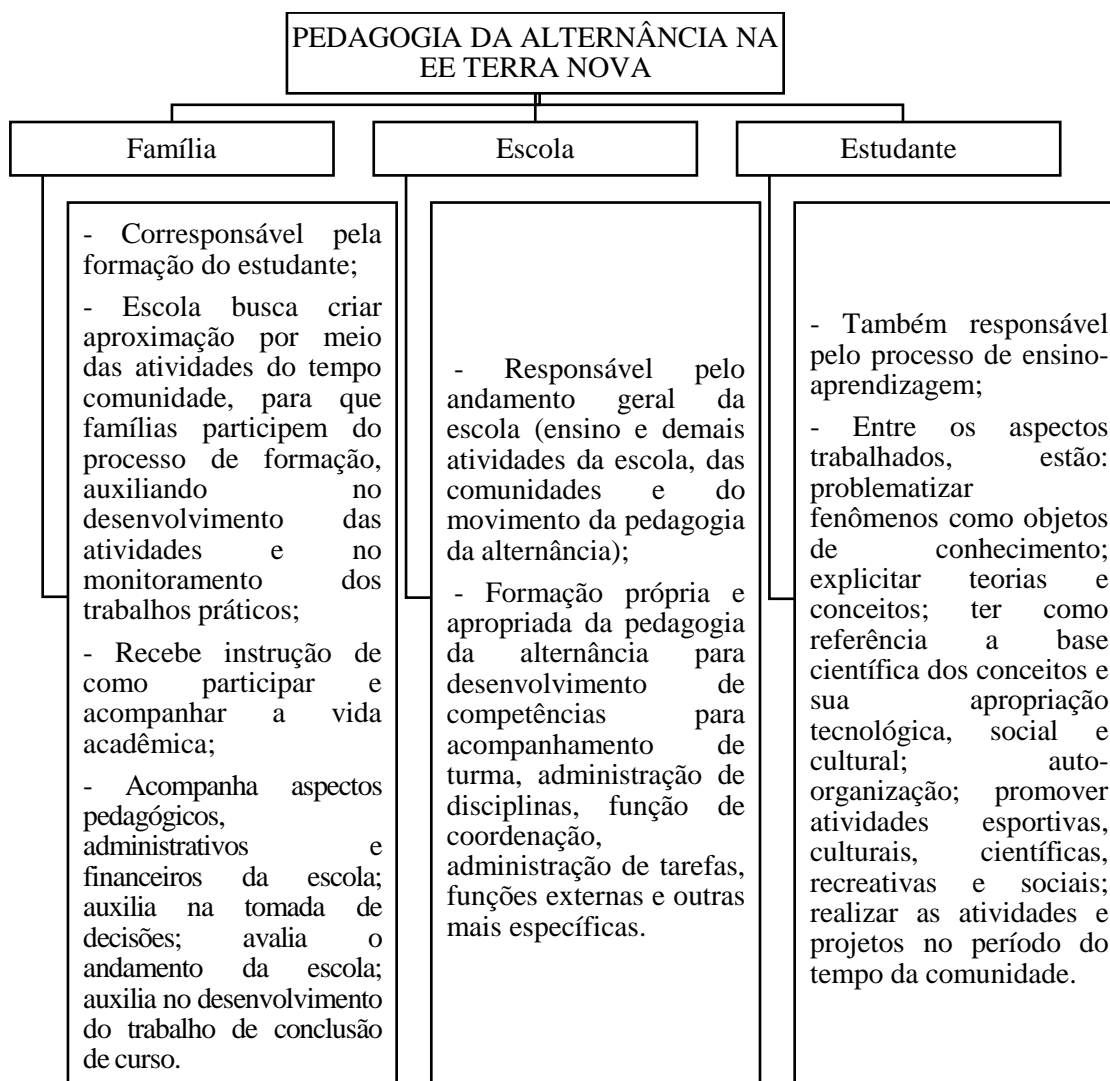 PEDAGOGIA DA ALTERNÂNCIA NA
EE TERRA NOVA
Família
- Corresponsável pela
formação do estudante;
- Escola busca criar
aproximação por meio
das atividades do tempo
comunidade, para que
famílias participem do
processo de formação,
auxiliando no
desenvolvimento das
atividades e no
monitoramento dos
trabalhos práticos;
- Recebe instrução de
como participar e
acompanhar a vida
acadêmica;
- Acompanha aspectos
pedagógicos,
administrativos e
financeiros da escola;
auxilia na tomada de
decisões; avalia o
andamento da escola;
auxilia no desenvolvimento
do trabalho de conclusão
de curso.
Escola
- Responsável pelo
andamento geral da
escola (ensino e demais
atividades da escola, das
comunidades e do
movimento da pedagogia
da alternância);
- Formação própria e
apropriada da pedagogia
da alternância para
desenvolvimento de
competências para
acompanhamento de
turma, administração de
disciplinas, função de
coordenação,
administração de tarefas,
funções externas e outras
mais específicas.
Estudante
- Também responsável
pelo processo de ensino-
aprendizagem;
- Entre os aspectos
trabalhados, estão:
problematizar
fenômenos como objetos
de conhecimento;
explicitar teorias e
conceitos; ter como
referência a base
científica dos conceitos e
sua apropriação
tecnológica, social e
cultural; auto-
organização; promover
atividades esportivas,
culturais, científicas,
recreativas e sociais;
realizar as atividades e
projetos no período do
tempo da comunidade.